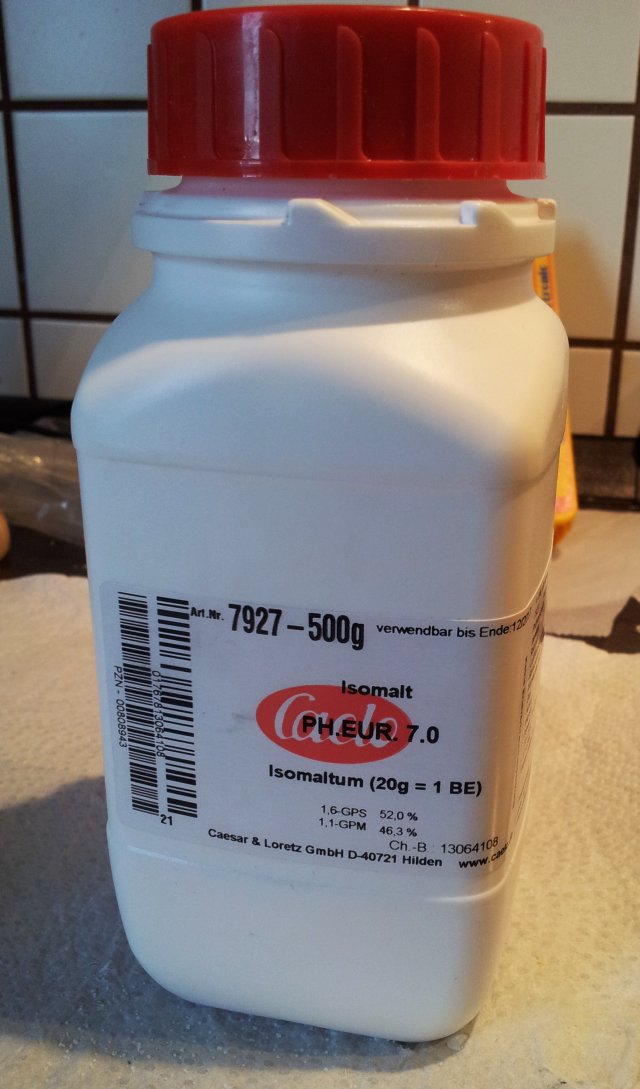 Art.Nr. 7927 – 500g verwendbar bis Ende:
Isomalt
Caelo
PH.EUR. 7.0
Isomaltum (20g = 1 BE)
1,6-GPS 52,0 %
1,1-GPM 46,3 %
Ch.-B.: 13064108
Caesar & Loretz GmbH D-40721 Hilden
PZN - 00808943
21